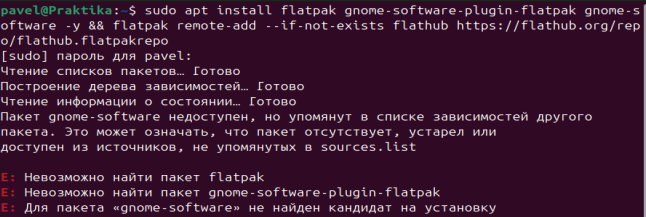 pavel@Praktika:~$ sudo apt install flatpak gnome-software-plugin-flatpak gnome-s
oftware -y && flatpak remote-add --if-not-exists flathub https://flathub.org/rep
o/flathub.flatpakrepo
[sudo] пароль для pavel:
Чтение списков пакетов… Готово
Построение дерева зависимостей… Готово
Чтение информации о состоянии… Готово
Пакет gnome-software недоступен, но упомянут в списке зависимостей другого
пакета. Это может означать, что пакет отсутствует, устарел или
доступен из источников, не упомянутых в sources.list
E: Невозможно найти пакет flatpak
E: Невозможно найти пакет gnome-software-plugin-flatpak
E: Для пакета «gnome-software» не найден кандидат на установку